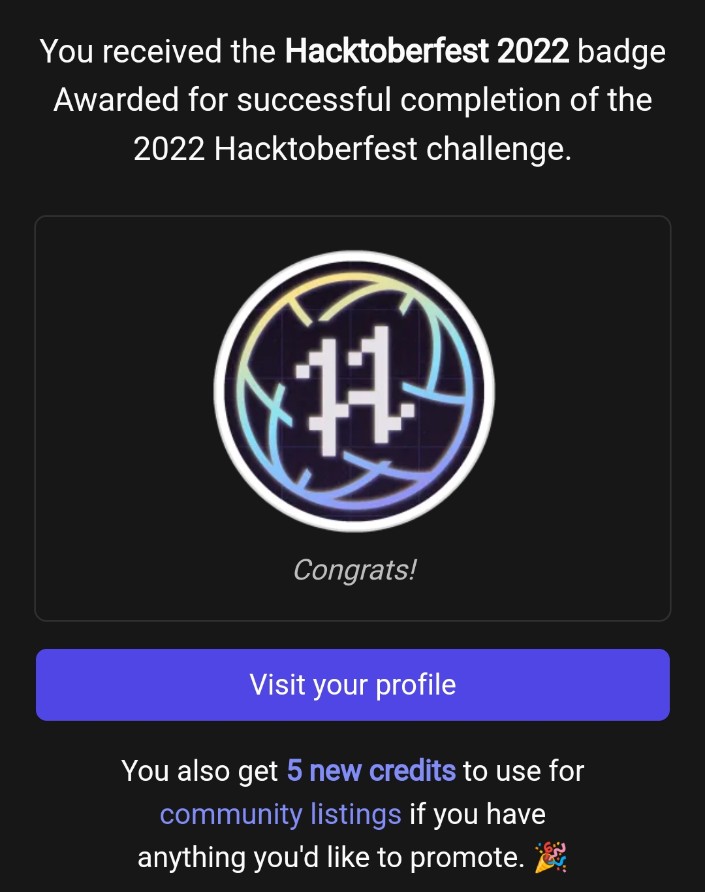 You received the Hacktoberfest 2022 badge
Awarded for successful completion of the
2022 Hacktoberfest challenge.
H
Congrats!
Visit your profile
You also get 5 new credits to use for
community listings if you have
anything you'd like to promote. 🎉